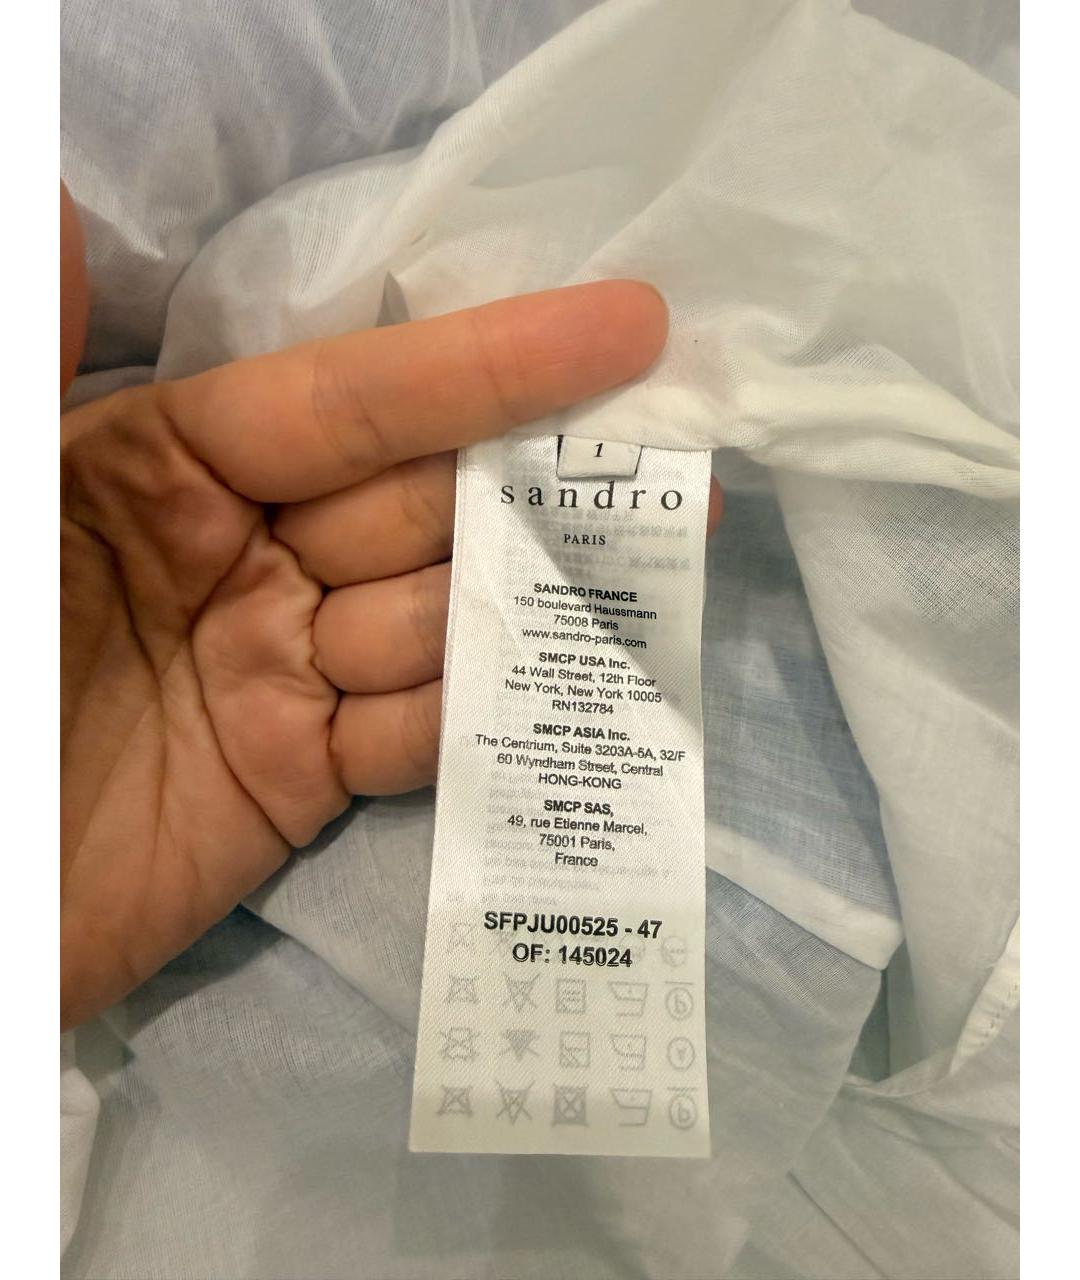 1
sandro
PARIS
SANDRO FRANCE
150 boulevard Haussmann
75008 Paris
www.sandro-paris.com
SMCP USA Inc.
44 Wall Street, 12th Floor
New York, New York 10005
RN132784
SMCP ASIA Inc.
The Centrium, Suite 3203A-5A, 32/F
60 Wyndham Street, Central
HONG-KONG
SMCP SAS,
49, rue Etienne Marcel,
75001 Paris,
France
SFPJU00525 - 47
OF: 145024